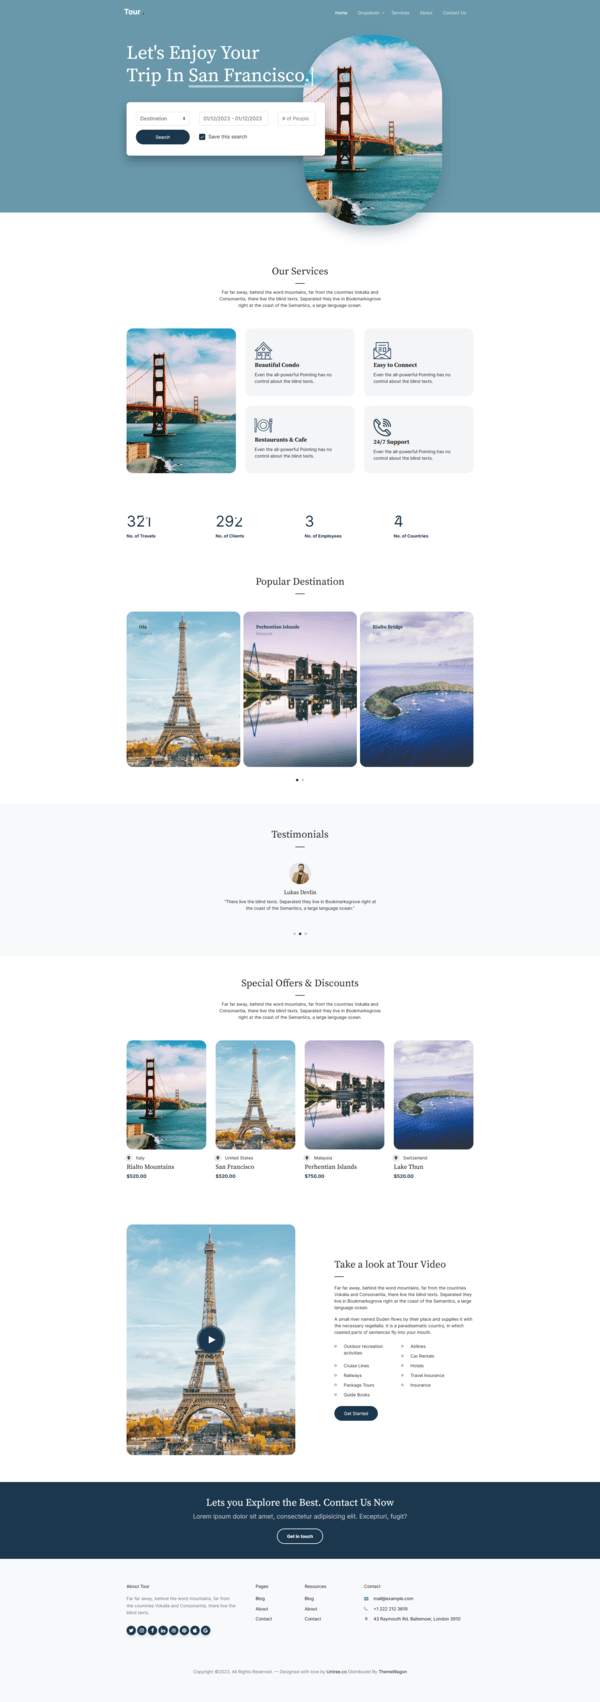 Tour.
Home Dropdown Services About Contact Us
Let's Enjoy Your
Trip In San Francisco.
Destination 01/12/2023 - 01/12/2023 # of People
Search Save this search
Our Services
Far far away, behind the word mountains, far from the countries Vokalia and
Consonantia, there live the blind texts. Separated they live in Bookmarksgrove
right at the coast of the Semantics, a large language ocean.
Beautiful Condo
Even the all-powerful Pointing has no
control about the blind texts.
Easy to Connect
Even the all-powerful Pointing has no
control about the blind texts.
Restaurants & Cafe
Even the all-powerful Pointing has no
control about the blind texts.
24/7 Support
Even the all-powerful Pointing has no
control about the blind texts.
321 292 3 4
No. of Travels No. of Clients No. of Employees No. of Countries
Popular Destination
Perhentian Islands
Malaysia
Rialto Bridge
Testimonials
Lukas Devlin
"There live the blind texts. Separated they live in Bookmarksgrove right at
the coast of the Semantics, a large language ocean."
Special Offers & Discounts
Far far away, behind the word mountains, far from the countries Vokalia and
Consonantia, there live the blind texts. Separated they live in Bookmarksgrove
right at the coast of the Semantics, a large language ocean.
Italy
Rialto Mountains
$520.00
United States
San Francisco
$520.00
Malaysia
Perhentian Islands
$750.00
Switzerland
Lake Thun
$520.00
Take a look at Tour Video
Far far away, behind the word mountains, far from the countries
Vokalia and Consonantia, there live the blind texts. Separated they
live in Bookmarksgrove right at the coast of the Semantics, a large
language ocean.
A small river named Duden flows by their place and supplies it with
the necessary regelialia. It is a paradisematic country, in which
roasted parts of sentences fly into your mouth.
Outdoor recreation
activities
Cruise Lines
Railways
Package Tours
Guide Books
Airlines
Car Rentals
Hotels
Travel Insurance
Insurance
Get Started
Lets you Explore the Best. Contact Us Now
Lorem ipsum dolor sit amet, consectetur adipisicing elit. Excepturi, fugit?
Get in touch
About Tour
Far far away, behind the word mountains, far from
the countries Vokalia and Consonantia, there live the
blind texts.
Pages
Blog
About
Contact
Resources
Blog
About
Contact
Contact
mail@example.com
+1 222 212 3819
43 Raymouth Rd. Baltemoer, London 3910
Copyright ©2023. All Rights Reserved. — Designed with love by Untree.co Distributed By ThemeWagon